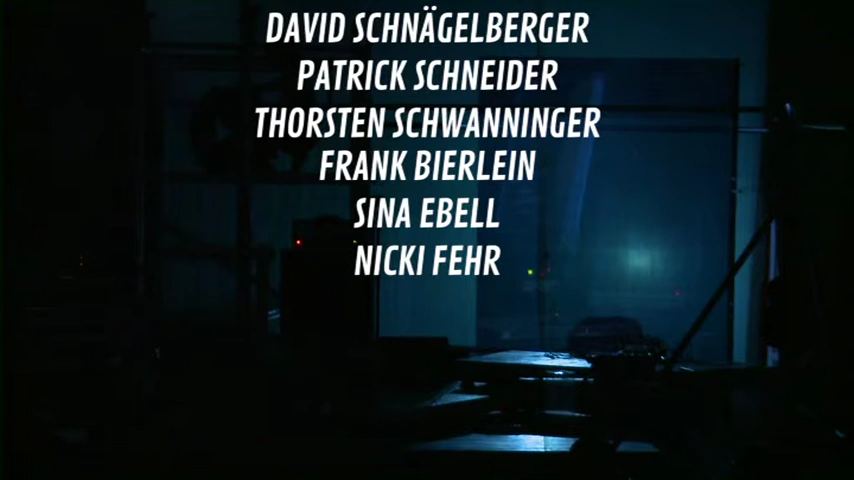 DAVID SCHNÄGELBERGER
PATRICK SCHNEIDER
THORSTEN SCHWANNINGER
FRANK BIERLEIN
SINA EBELL
NICKI FEHR